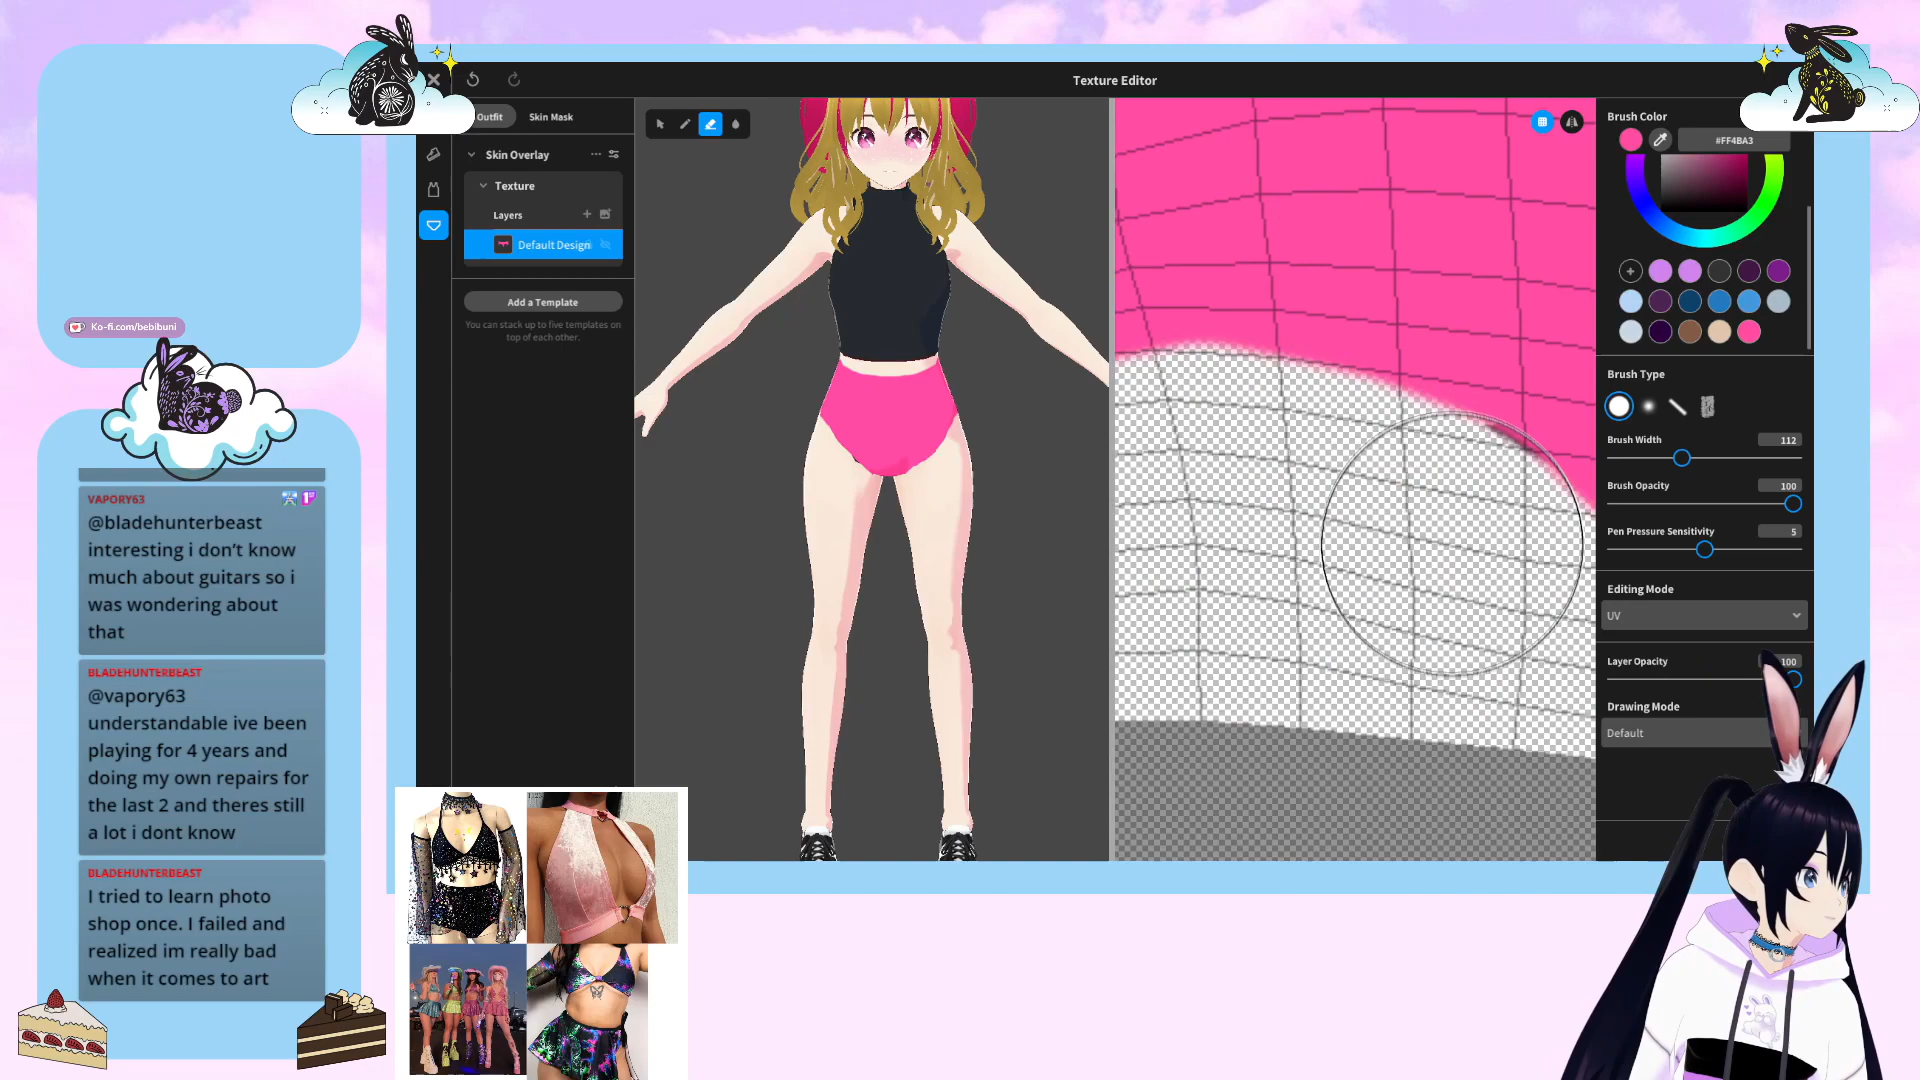 Texture Editor
Outfit
Skin Mask
Skin Overlay
Texture
Layers
Default Design
Add a Template
You can stack up to five templates on
top of each other.
Brush Color
#FF4BA3
Brush Type
Brush Width
112
Brush Opacity
100
Pen Pressure Sensitivity
5
Editing Mode
UV
Layer Opacity
100
Drawing Mode
Default
Ko-fi.com/bebibuni
VAPORY63
@bladehunterbeast
interesting i don't know
much about guitars so i
was wondering about
that
BLADEHUNTERBEAST
@vapory63
understandable ive been
playing for 4 years and
doing my own repairs for
the last 2 and theres still
a lot i dont know
BLADEHUNTERBEAST
I tried to learn photo
shop once. I failed and
realized im really bad
when it comes to art